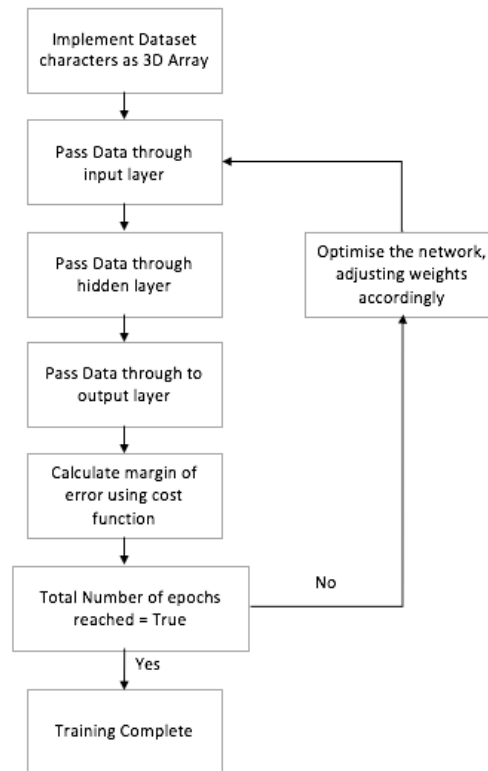 Implement Dataset
characters as 3D Array
Pass Data through
input layer
Pass Data through
hidden layer
Pass Data through to
output layer
Calculate margin of
error using cost
function
Total Number of epochs
reached = True
No
Optimise the network,
adjusting weights
accordingly
Yes
Training Complete